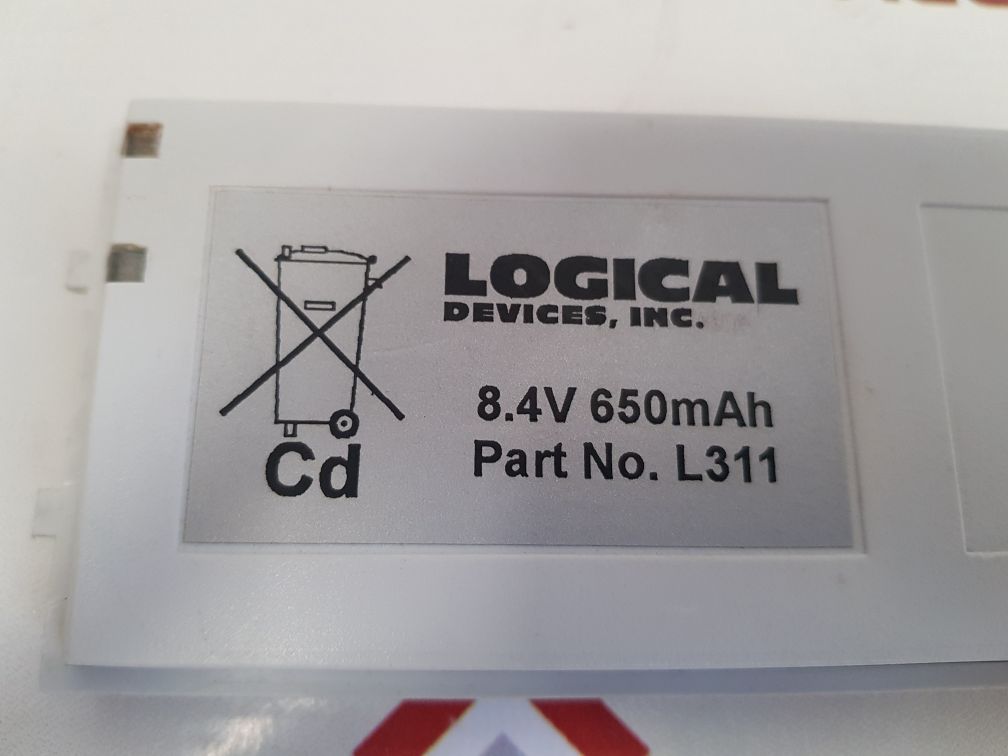 LOGICAL
DEVICES, INC.
8.4V 650mAh
Part No. L311
Cd